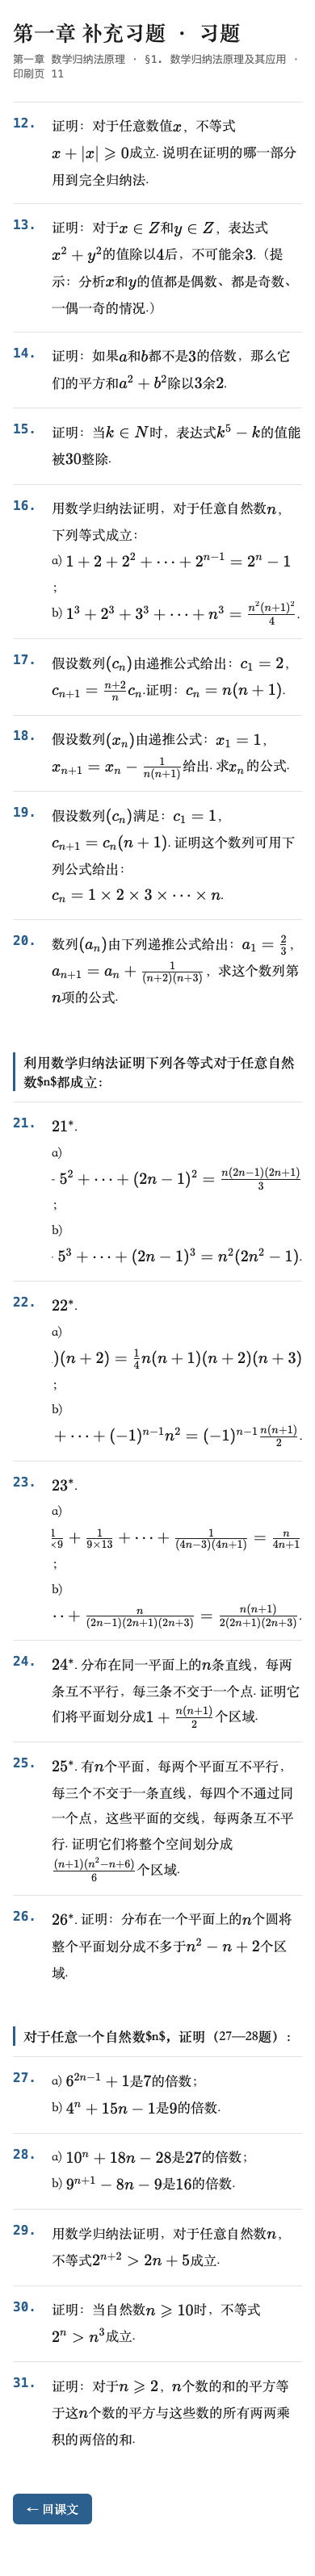 第一章 补充习题 · 习题
第一章 数学归纳法原理 · §1. 数学归纳法原理及其应用 ·
印刷页 11
12. 证明：对于任意数值x，不等式
x + |x| ⩾ 0成立. 说明在证明的哪一部分
用到完全归纳法.
13. 证明：对于x ∈ Z和y ∈ Z，表达式
x² + y²的值除以4后，不可能余3.（提
示：分析x和y的值都是偶数、都是奇数、
一偶一奇的情况.）
14. 证明：如果a和b都不是3的倍数，那么它
们的平方和a² + b²除以3余2.
15. 证明：当k ∈ N时，表达式k⁵ − k的值能
被30整除.
16. 用数学归纳法证明，对于任意自然数n，
下列等式成立：
a) 1 + 2 + 2² + ⋯ + 2ⁿ⁻¹ = 2ⁿ − 1
；
b) 1³ + 2³ + 3³ + ⋯ + n³ = n²(n+1)²/4.
17. 假设数列(cₙ)由递推公式给出：c₁ = 2，
cₙ₊₁ = (n+2)/n cₙ.证明：cₙ = n(n + 1).
18. 假设数列(xₙ)由递推公式：x₁ = 1，
xₙ₊₁ = xₙ − 1/(n(n+1))给出. 求xₙ的公式.
19. 假设数列(cₙ)满足：c₁ = 1，
cₙ₊₁ = cₙ(n + 1). 证明这个数列可用下
列公式给出：
cₙ = 1 × 2 × 3 × ⋯ × n.
20. 数列(aₙ)由下列递推公式给出：a₁ = 2/3，
aₙ₊₁ = aₙ + 1/((n+2)(n+3))，求这个数列第
n项的公式.
利用数学归纳法证明下列各等式对于任意自然
数$n$都成立：
21. 21*.
a)
5² + ⋯ + (2n − 1)² = n(2n−1)(2n+1)/3
；
b)
5³ + ⋯ + (2n − 1)³ = n²(2n² − 1).
22. 22*.
a)
)(n + 2) = 1/4 n(n + 1)(n + 2)(n + 3)
；
b)
+ ⋯ + (−1)ⁿ⁻¹n² = (−1)ⁿ⁻¹ n(n+1)/2.
23. 23*.
a)
1/×9 + 1/(9×13) + ⋯ + 1/((4n−3)(4n+1)) = n/(4n+1)
；
b)
⋅⋅ + n/((2n−1)(2n+1)(2n+3)) = n(n+1)/(2(2n+1)(2n+3)).
24. 24*. 分布在同一平面上的n条直线，每两
条互不平行，每三条不交于一个点. 证明它
们将平面划分成1 + n(n+1)/2个区域.
25. 25*. 有n个平面，每两个平面互不平行，
每三个不交于一条直线，每四个不通过同
一个点，这些平面的交线，每两条互不平
行. 证明它们将整个空间划分成
(n+1)(n²−n+6)/6个区域.
26. 26*. 证明：分布在一个平面上的n个圆将
整个平面划分成不多于n² − n + 2个区
域.
对于任意一个自然数$n$，证明（27—28题）：
27. a) 6²ⁿ⁻¹ + 1是7的倍数；
b) 4ⁿ + 15n − 1是9的倍数.
28. a) 10ⁿ + 18n − 28是27的倍数；
b) 9ⁿ⁺¹ − 8n − 9是16的倍数.
29. 用数学归纳法证明，对于任意自然数n，
不等式2ⁿ⁺² > 2n + 5成立.
30. 证明：当自然数n ⩾ 10时，不等式
2ⁿ > n³成立.
31. 证明：对于n ⩾ 2，n个数的和的平方等
于这n个数的平方与这些数的所有两两乘
积的两倍的和.
← 回课文